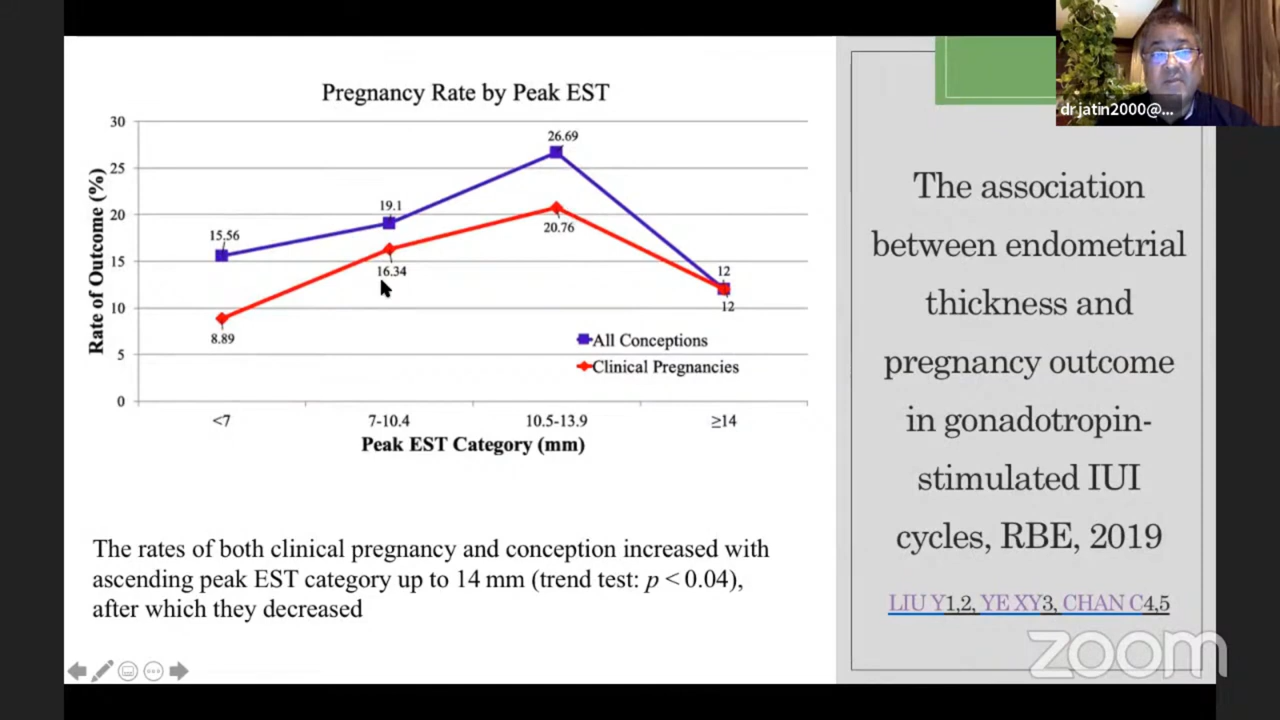 drjatin2000@...
Pregnancy Rate by Peak EST
Rate of Outcome (%)
30
25
20
15
10
5
0
15.56
19.1
26.69
12
8.89
16.34
20.76
12
All Conceptions
Clinical Pregnancies
<7
7-10.4
10.5-13.9
≥14
Peak EST Category (mm)
The rates of both clinical pregnancy and conception increased with
ascending peak EST category up to 14 mm (trend test: p < 0.04),
after which they decreased
The association
between endometrial
thickness and
pregnancy outcome
in gonadotropin-
stimulated IUI
cycles, RBE, 2019
LIU Y1,2, YE XY3, CHAN C4,5
zoom